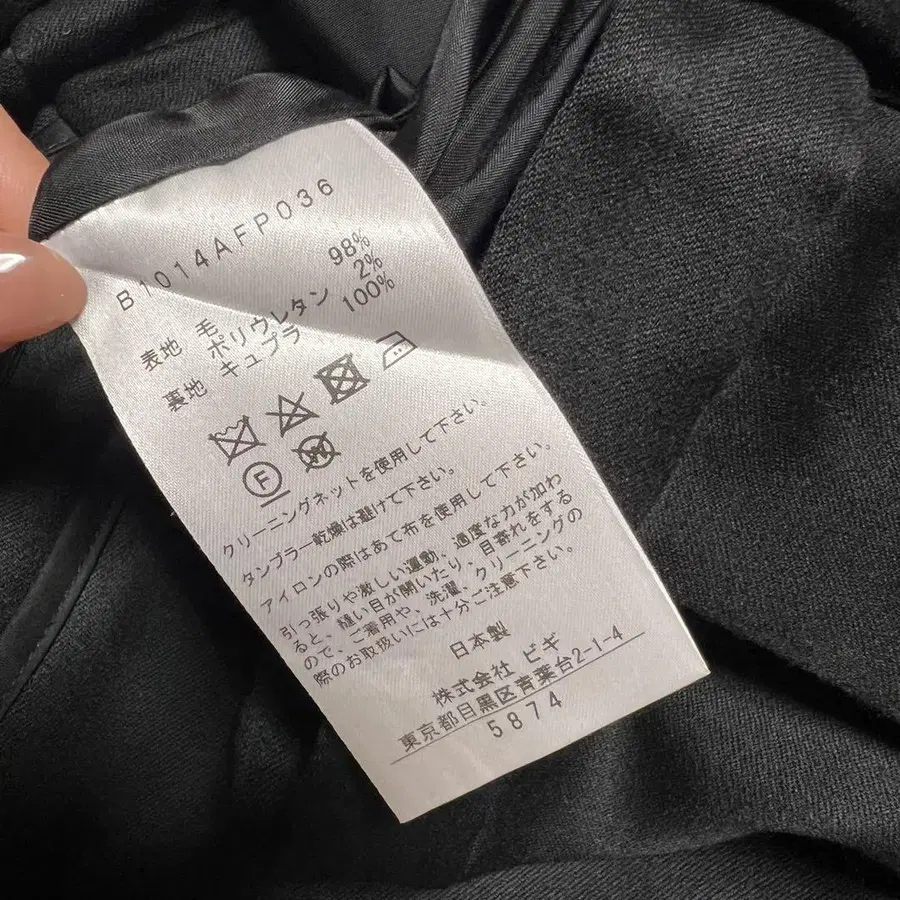 B1014AFP036
表地 毛 98%
ポリウレタン 2%
裏地 キュプラ 100%
F W
クリーニングネットを使用して下さい。
タンブラー乾燥は避けて下さい。
アイロンの際はあて布を使用して下さい。
引っ張りや激しい運動、過度な力が加わ
ると、縫い目が開いたり、目寄れをする
ので、ご着用や、洗濯、クリーニングの
際のお取扱いには十分ご注意下さい。
日本製
株式会社 ビギ
東京都目黒区青葉台2-1-4
5874